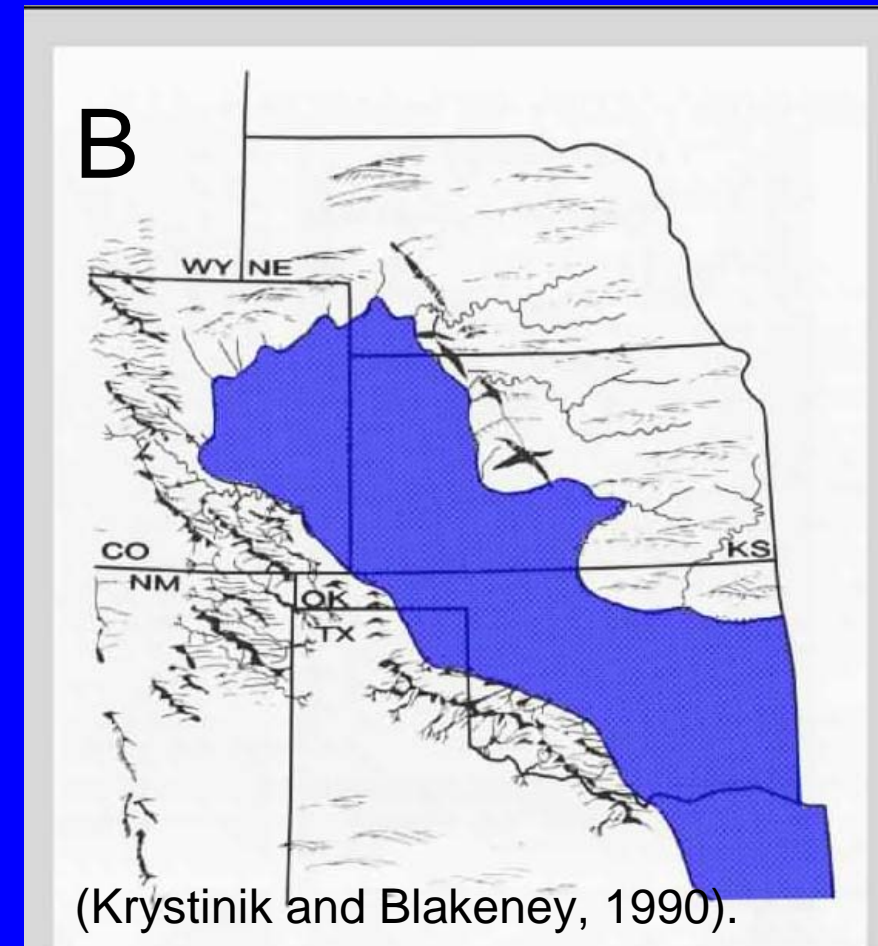 B
WY NE
CO
NM
KS
OK
TX
(Krystinik and Blakeney, 1990).